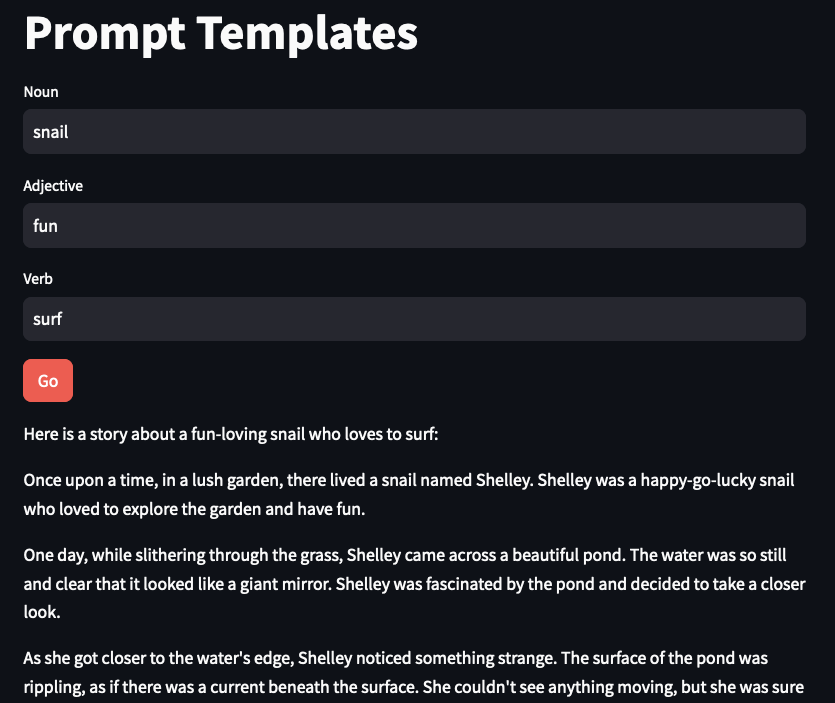 Prompt Templates
Noun
snail
Adjective
fun
Verb
surf
Go
Here is a story about a fun-loving snail who loves to surf:
Once upon a time, in a lush garden, there lived a snail named Shelley. Shelley was a happy-go-lucky snail
who loved to explore the garden and have fun.
One day, while slithering through the grass, Shelley came across a beautiful pond. The water was so still
and clear that it looked like a giant mirror. Shelley was fascinated by the pond and decided to take a closer
look.
As she got closer to the water's edge, Shelley noticed something strange. The surface of the pond was
rippling, as if there was a current beneath the surface. She couldn't see anything moving, but she was sure